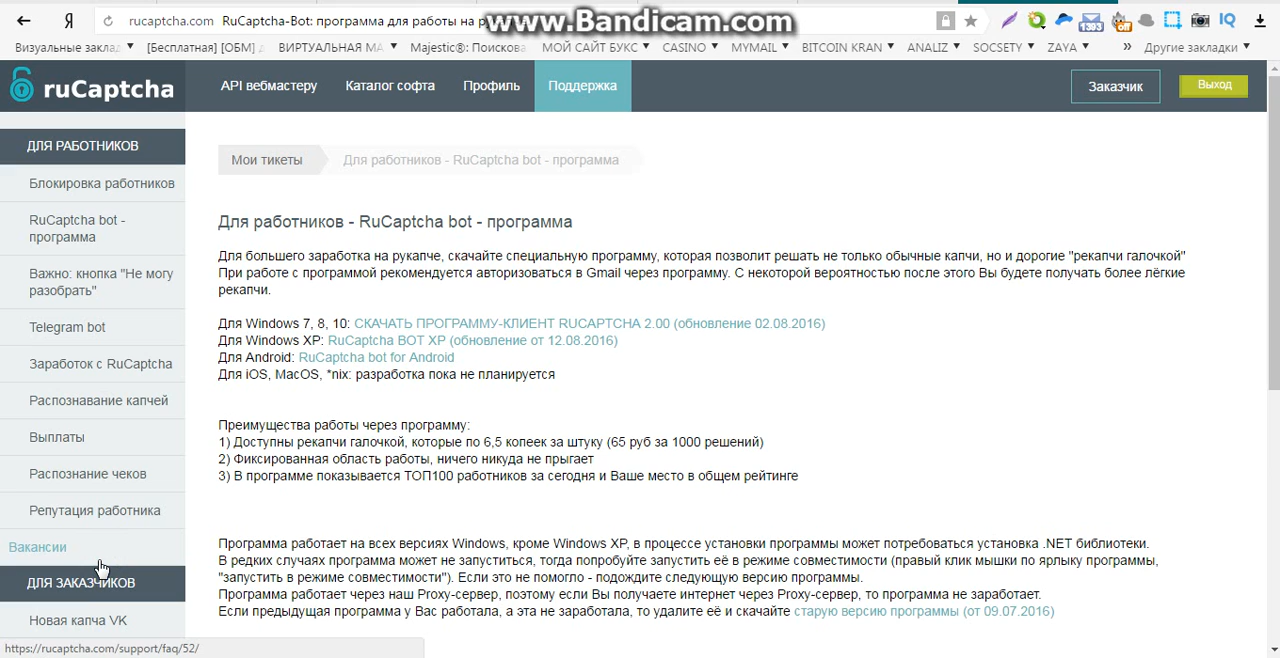 Я
rucaptcha.com RuCaptcha-Bot: программа для работы на
www.Bandicam.com
1393
off
IQ
Визуальные заклад
[Бесплатная] [ОБМ]
ВИРТУАЛЬНАЯ МА
Majestic®: Поискова
МОЙ САЙТ БУКС
CASINO
MYMAIL
BITCOIN KRAN
ANALIZ
SOCSETY
ZAYA
»
Другие закладки
ruCaptcha
API вебмастеру
Каталог софта
Профиль
Поддержка
Заказчик
Выход
ДЛЯ РАБОТНИКОВ
Блокировка работников
RuCaptcha bot -
программа
Важно: кнопка "Не могу
разобрать"
Telegram bot
Заработок с RuCaptcha
Распознавание капчей
Выплаты
Распознание чеков
Репутация работника
Вакансии
ДЛЯ ЗАКАЗЧИКОВ
Новая капча VK
https://rucaptcha.com/support/faq/52/
Мои тикеты
Для работников - RuCaptcha bot - программа
Для работников - RuCaptcha bot - программа
Для большего заработка на рукапче, скачайте специальную программу, которая позволит решать не только обычные капчи, но и дорогие "рекапчи галочкой"
При работе с программой рекомендуется авторизоваться в Gmail через программу. С некоторой вероятностью после этого Вы будете получать более лёгкие
рекапчи.
Для Windows 7, 8, 10: СКАЧАТЬ ПРОГРАММУ-КЛИЕНТ RUCAPTCHA 2.00 (обновление 02.08.2016)
Для Windows XP: RuCaptcha BOT XP (обновление от 12.08.2016)
Для Android: RuCaptcha bot for Android
Для iOS, MacOS, *nix: разработка пока не планируется
Преимущества работы через программу:
1) Доступны рекапчи галочкой, которые по 6,5 копеек за штуку (65 руб за 1000 решений)
2) Фиксированная область работы, ничего никуда не прыгает
3) В программе показывается ТОП100 работников за сегодня и Ваше место в общем рейтинге
Программа работает на всех версиях Windows, кроме Windows XP, в процессе установки программы может потребоваться установка .NET библиотеки.
В редких случаях программа может не запуститься, тогда попробуйте запустить её в режиме совместимости (правый клик мышки по ярлыку программы,
"запустить в режиме совместимости"). Если это не помогло - подождите следующую версию программы.
Программа работает через наш Proxy-сервер, поэтому если Вы получаете интернет через Proxy-сервер, то программа не заработает.
Если предыдущая программа у Вас работала, а эта не заработала, то удалите её и скачайте старую версию программы (от 09.07.2016)